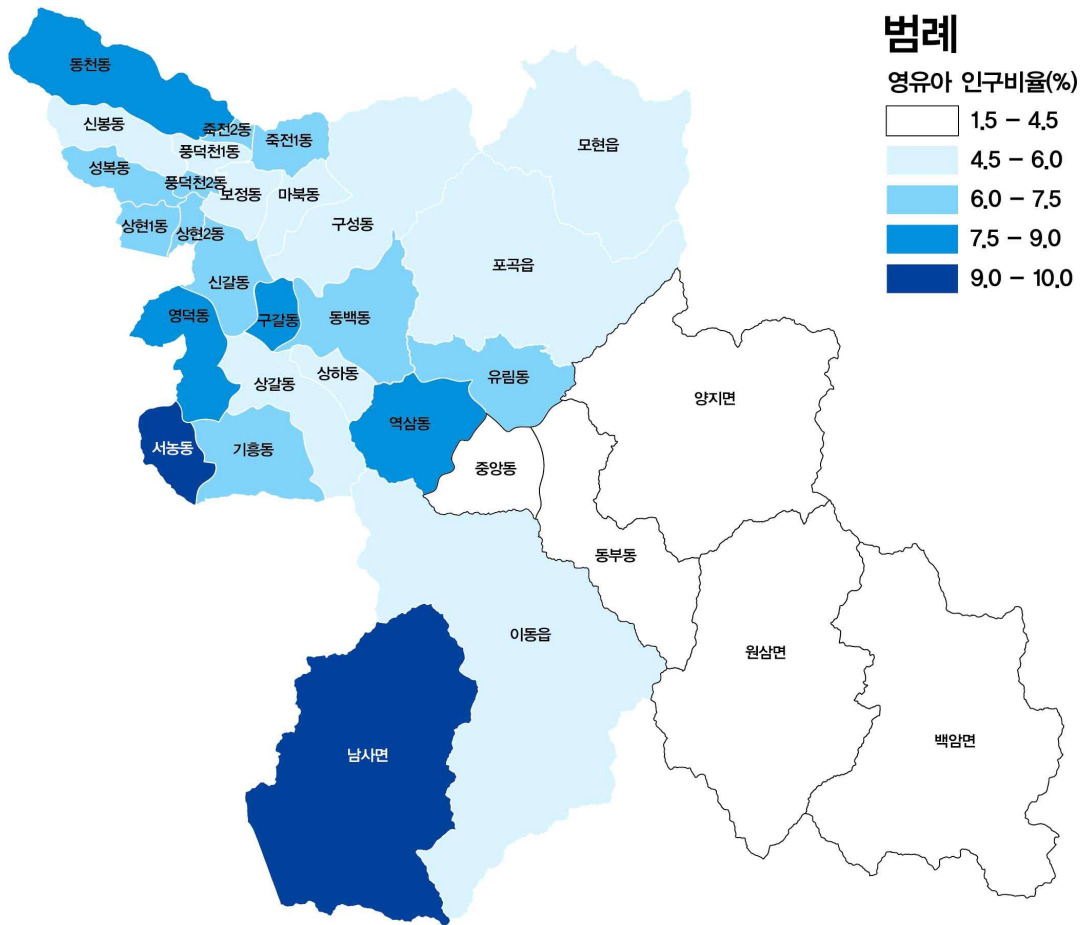 범례
영유아 인구비율(%)
1.5 – 4.5
4.5 – 6.0
6.0 – 7.5
7.5 – 9.0
9.0 – 10.0
동천동
신봉동
죽전2동
죽전1동
풍덕천1동
성복동
풍덕천2동
보정동
마북동
모현읍
상현1동
상현2동
구성동
포곡읍
신갈동
영덕동
구갈동
동백동
상갈동
상하동
유림동
양지면
역삼동
서농동
기흥동
중앙동
동부동
이동읍
원삼면
남사면
백암면